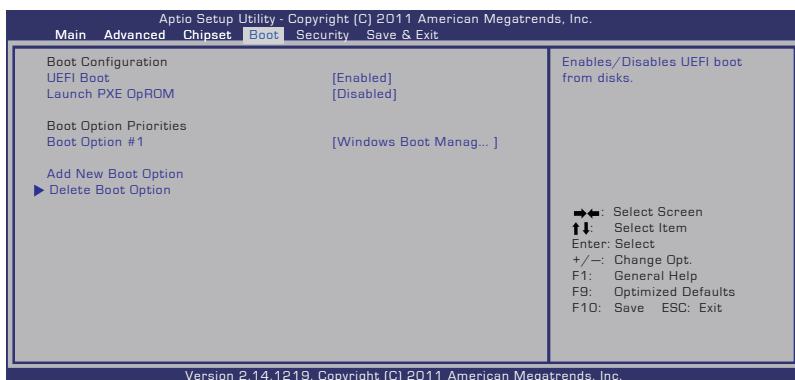 Aptio Setup Utility - Copyright (C) 2011 American Megatrends, Inc.
Main Advanced Chipset Boot Security Save & Exit
Boot Configuration
UEFI Boot [Enabled]
Launch PXE OpROM [Disabled]
Boot Option Priorities
Boot Option #1 [Windows Boot Manag... ]
Add New Boot Option
Delete Boot Option
Enables/Disables UEFI boot
from disks.
→←: Select Screen
↑↓: Select Item
Enter: Select
+/—: Change Opt.
F1: General Help
F9: Optimized Defaults
F10: Save ESC: Exit
Version 2.14.1219. Copyright (C) 2011 American Megatrends, Inc.